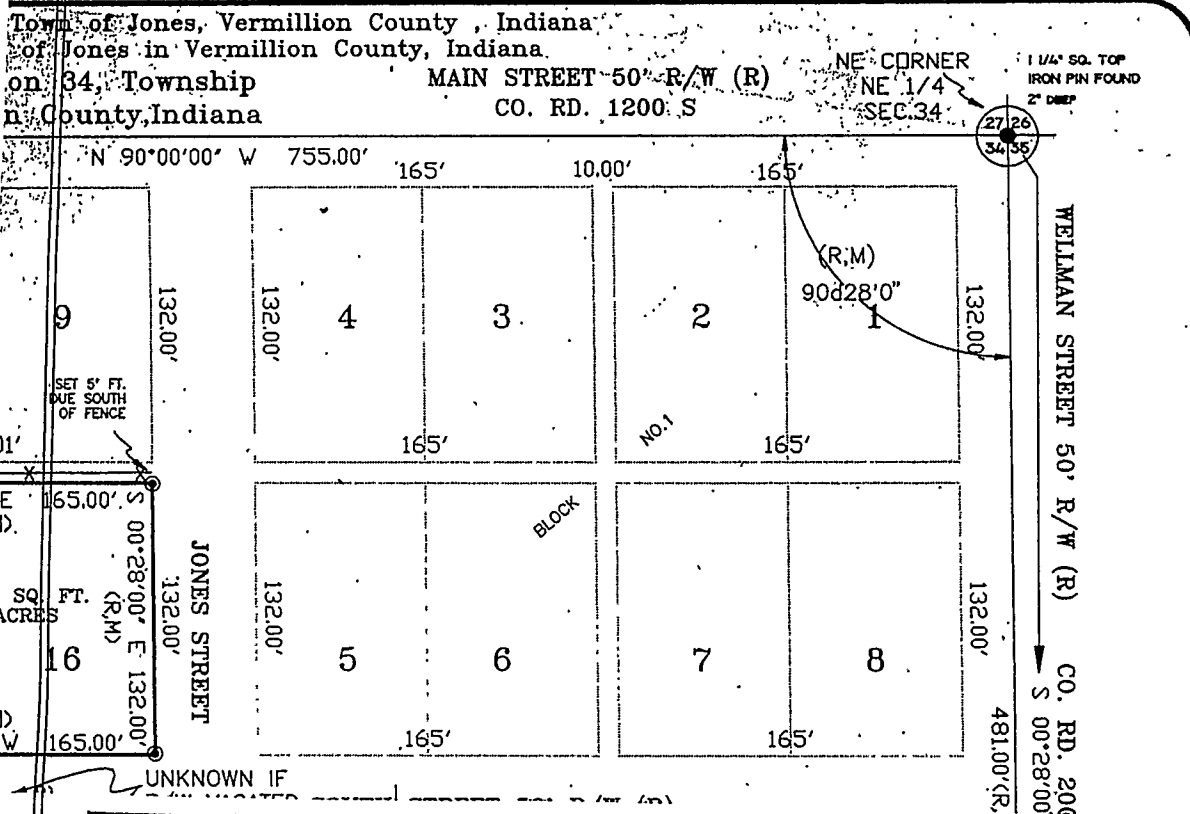 Town of Jones, Vermillion County , Indiana
of Jones in Vermillion County, Indiana
on 34, Township
n County,Indiana
MAIN STREET 50' R/W (R)
CO. RD. 1200 S
NE CORNER
NE 1/4
SEC.34
1 1/4" SQ. TOP
IRON PIN FOUND
2" DEEP
27 26
34 35
N 90°00'00" W 755.00'
165'
10.00'
165'
(R,M)
90d28'0"
9
132.00'
132.00'
4
3
2
1
132.00'
WELLMAN STREET 50' R/W (R)
SET 5' FT.
DUE SOUTH
OF FENCE
01'
165'
NO.1
165'
X
X
E 165.00'
D.
S 00°28'00" E 132.00'
(R,M)
SQ. FT.
ACRES
16
BLOCK
JONES STREET
132.00'
132.00'
5
6
7
8
132.00'
D.
W 165.00'
165'
165'
CO. RD. 200
S 00°28'00
481.00'(R,
UNKNOWN IF